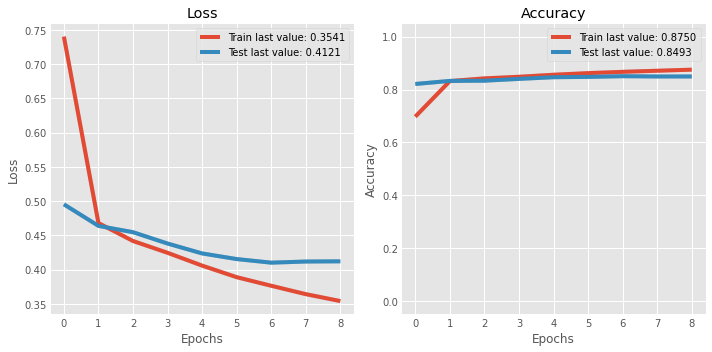 Loss
Train last value: 0.3541
Test last value: 0.4121
0.75
0.70
0.65
0.60
0.55
0.50
0.45
0.40
0.35
Loss
0 1 2 3 4 5 6 7 8
Epochs
Accuracy
Train last value: 0.8750
Test last value: 0.8493
1.0
0.8
0.6
0.4
0.2
0.0
Accuracy
0 1 2 3 4 5 6 7 8
Epochs